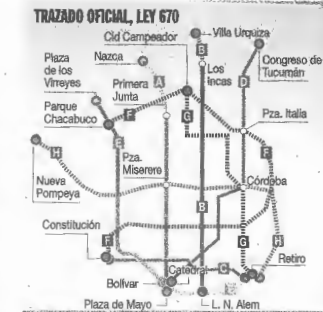 TRAZADO OFICIAL, LEY 670
Cid Campeador
Villa Urquiza
Plaza
de los
Virreyes
Nazca
Primera
Junta
Los
Incas
Congreso de
Tucumán
Parque
Chacabuco
Pza. Italia
Nueva
Pompeya
Pza.
Miserere
Córdoba
Constitución
Retiro
Bolívar
Catedral
Plaza de Mayo
L. N. Alem
B
A
D
F
G
F
E
H
B
F
G
H
C